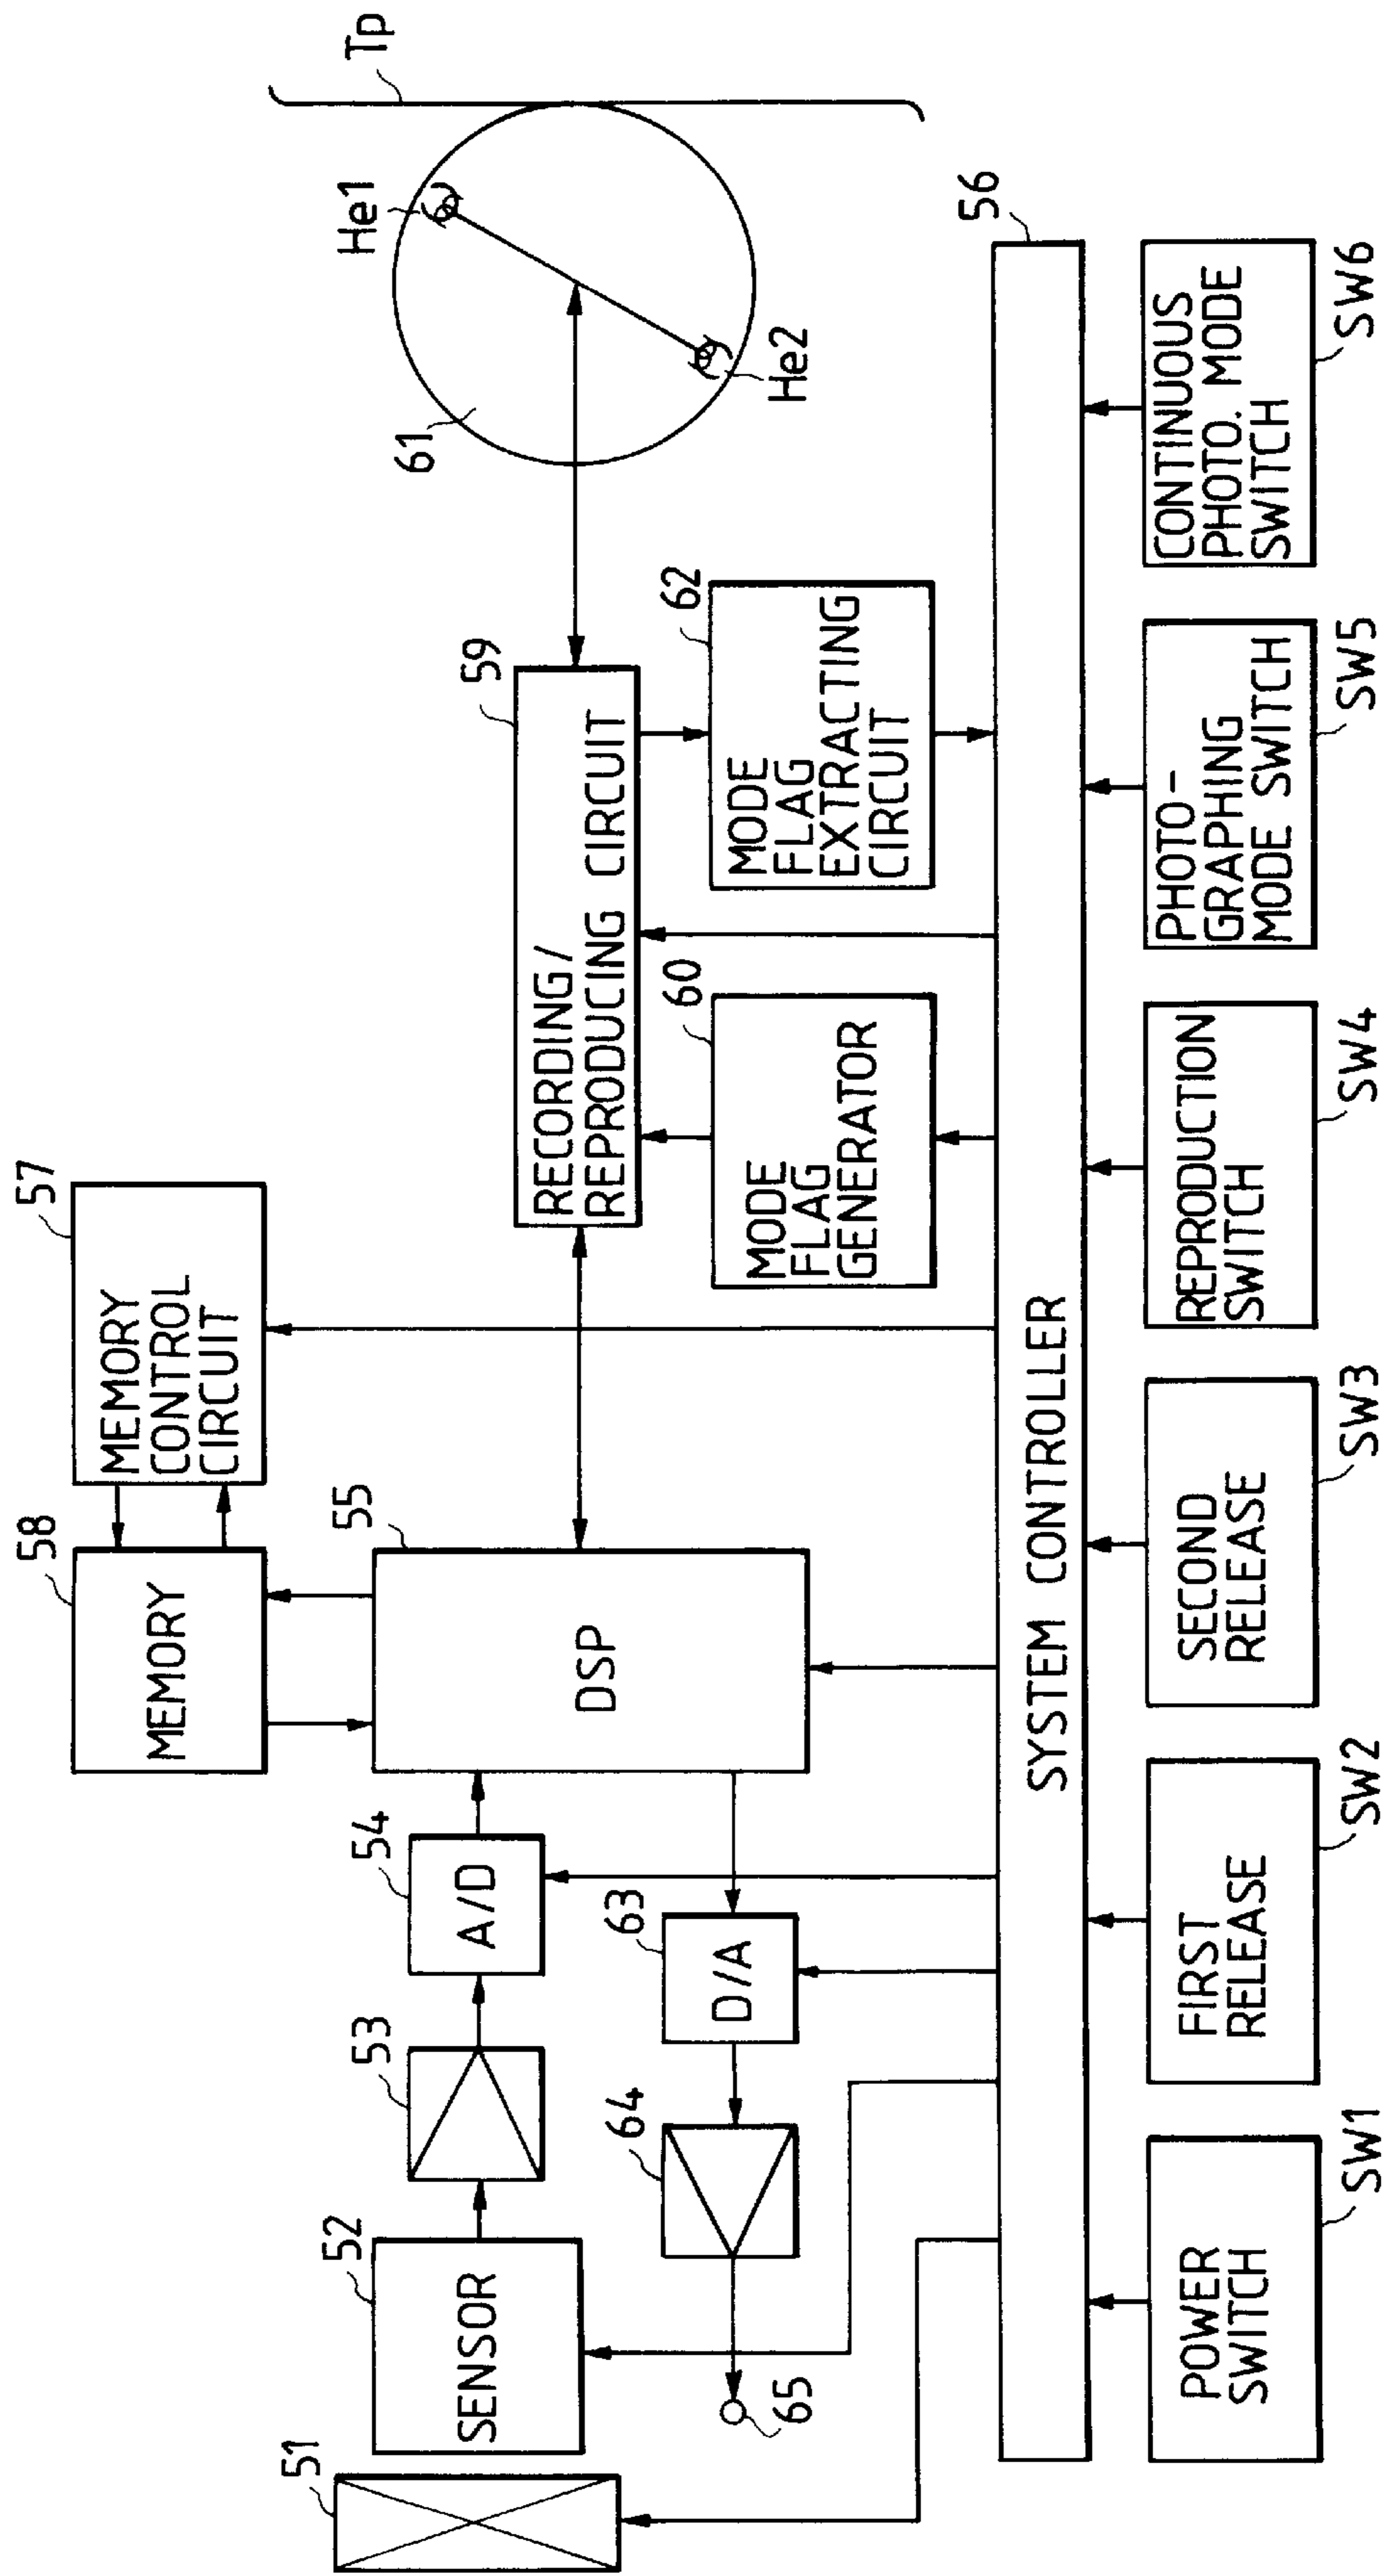 51
52
SENSOR
53
54
A/D
55
DSP
58
MEMORY
57
MEMORY
CONTROL
CIRCUIT
59
RECORDING/
REPRODUCING CIRCUIT
61
He1
He2
Tp
65
64
63
D/A
60
MODE
FLAG
GENERATOR
62
MODE
FLAG
EXTRACTING
CIRCUIT
56
SYSTEM CONTROLLER
POWER
SWITCH
SW1
FIRST
RELEASE
SW2
SECOND
RELEASE
SW3
REPRODUCTION
SWITCH
SW4
PHOTO-
GRAPHING
MODE SWITCH
SW5
CONTINUOUS
PHOTO. MODE
SWITCH
SW6